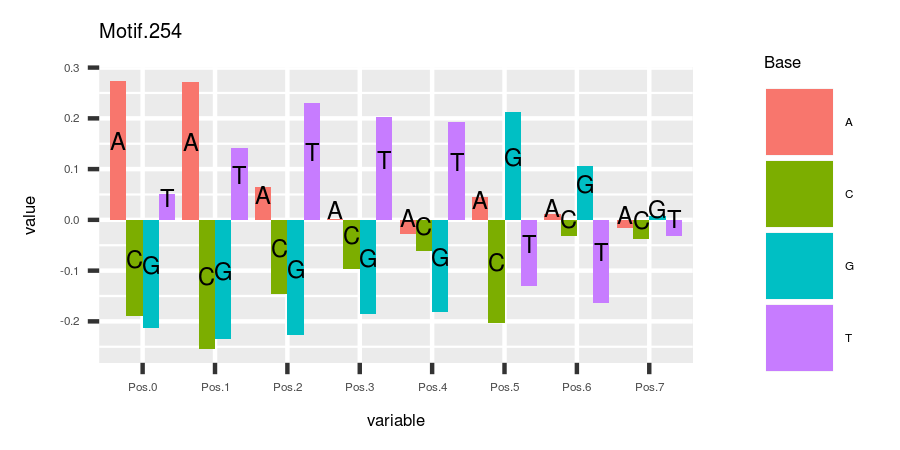 Motif.254
value
0.3
0.2
0.1
0.0
-0.1
-0.2
A C G T
A C G T
A C G T
A C G T
A C G T
A C G T
A C G T
A C G T
Pos.0 Pos.1 Pos.2 Pos.3 Pos.4 Pos.5 Pos.6 Pos.7
variable
Base
A
C
G
T